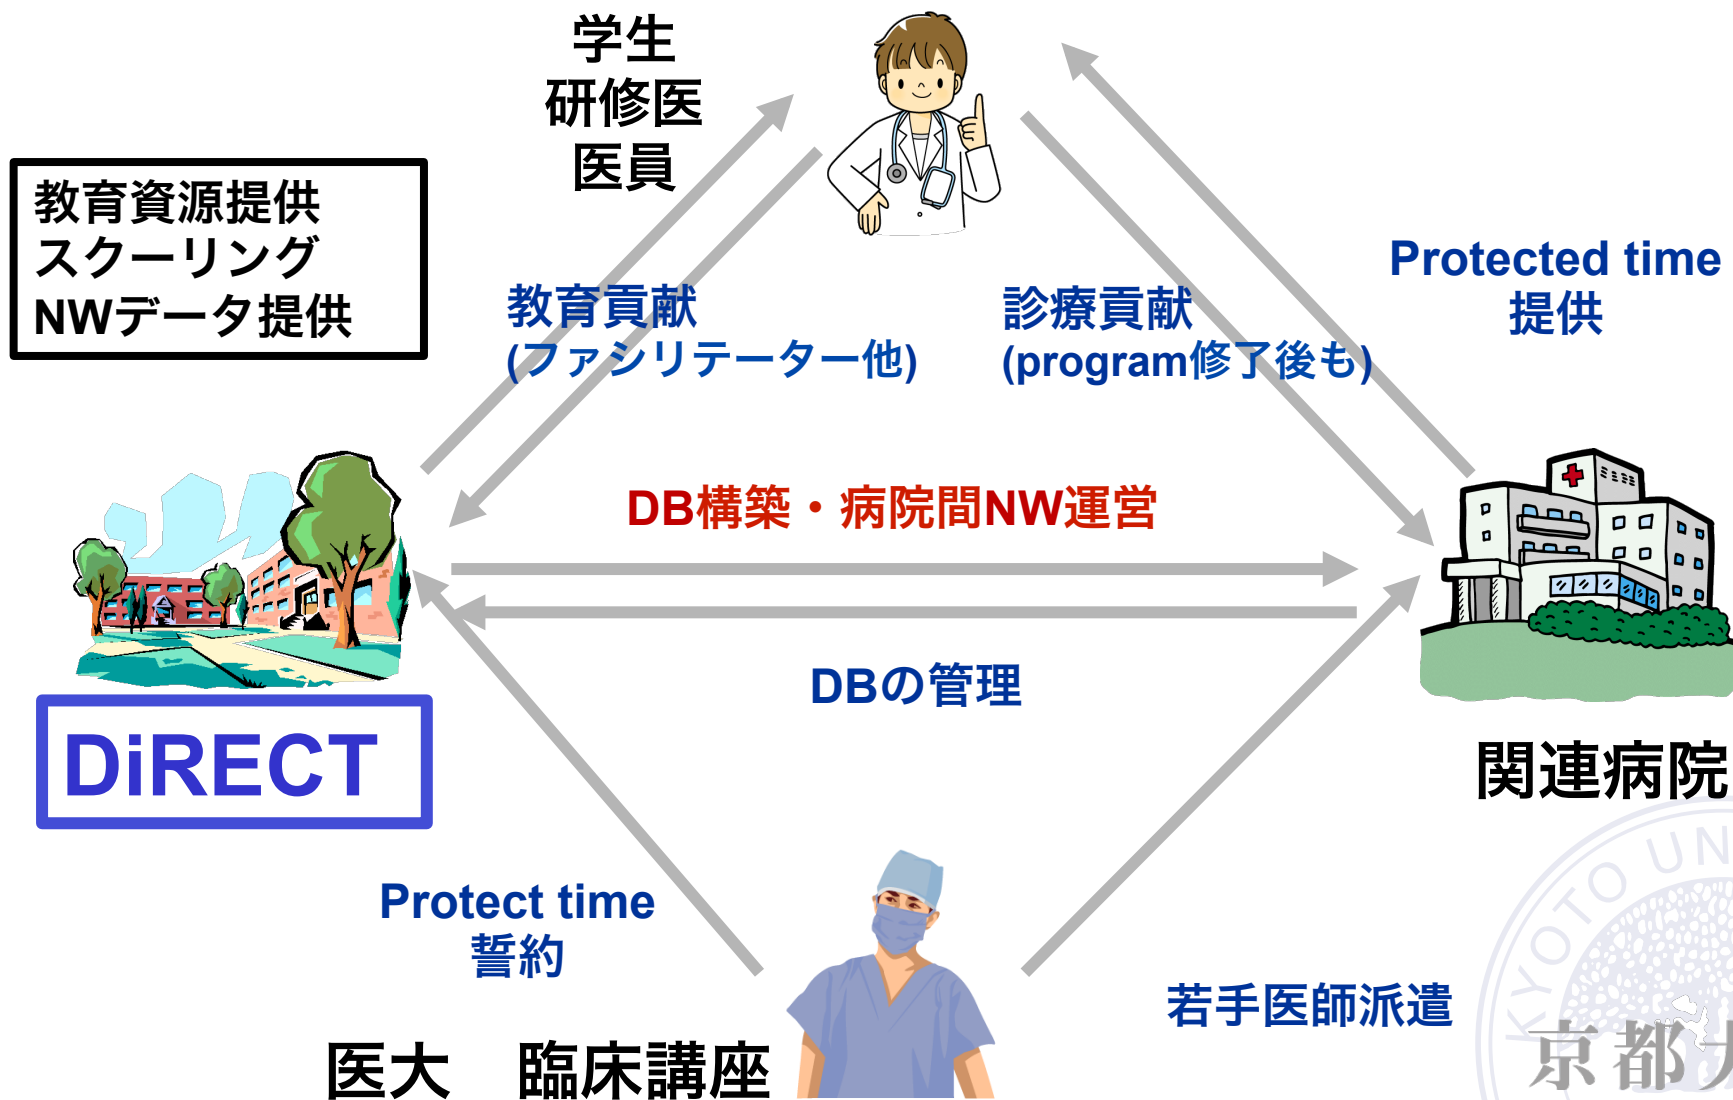 学生
研修医
医員
教育資源提供
スクーリング
NWデータ提供
Protected time
提供
教育貢献
(ファシリテーター他)
診療貢献
(program修了後も)
DB構築・病院間NW運営
DBの管理
DiRECT
関連病院
Protect time
誓約
若手医師派遣
医大　臨床講座
KYOTO UN
京都大